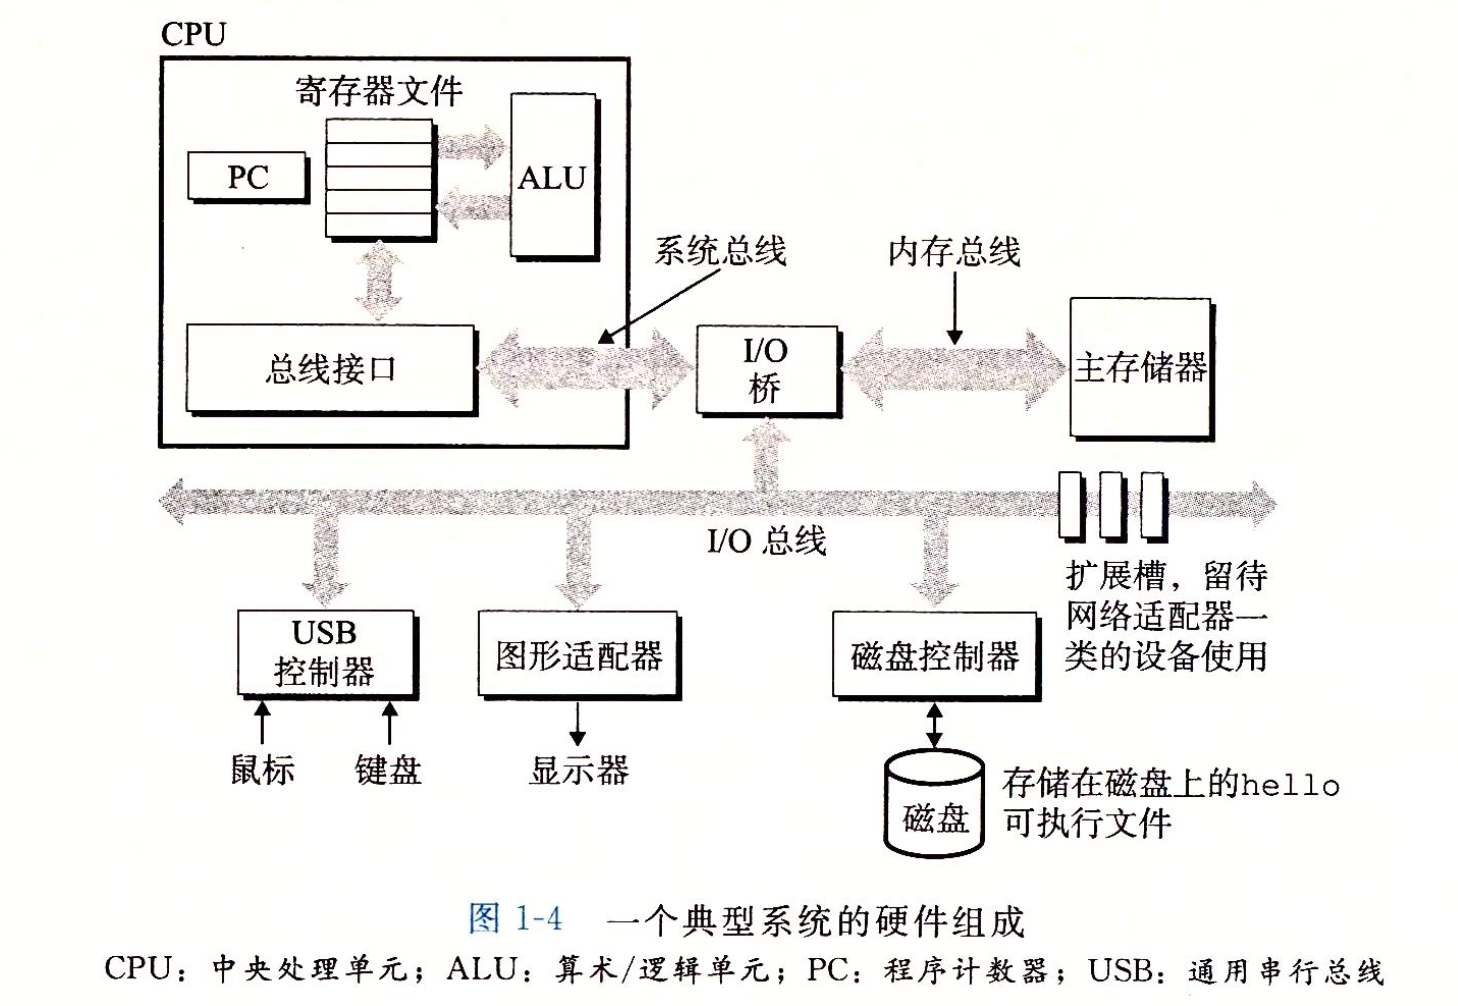 CPU
寄存器文件
PC
ALU
系统总线
内存总线
总线接口
I/O
桥
主存储器
I/O 总线
扩展槽，留待
网络适配器一
类的设备使用
USB
控制器
图形适配器
磁盘控制器
鼠标
键盘
显示器
磁盘
存储在磁盘上的hello
可执行文件
图 1-4 一个典型系统的硬件组成
CPU：中央处理单元；ALU：算术/逻辑单元；PC：程序计数器；USB：通用串行总线